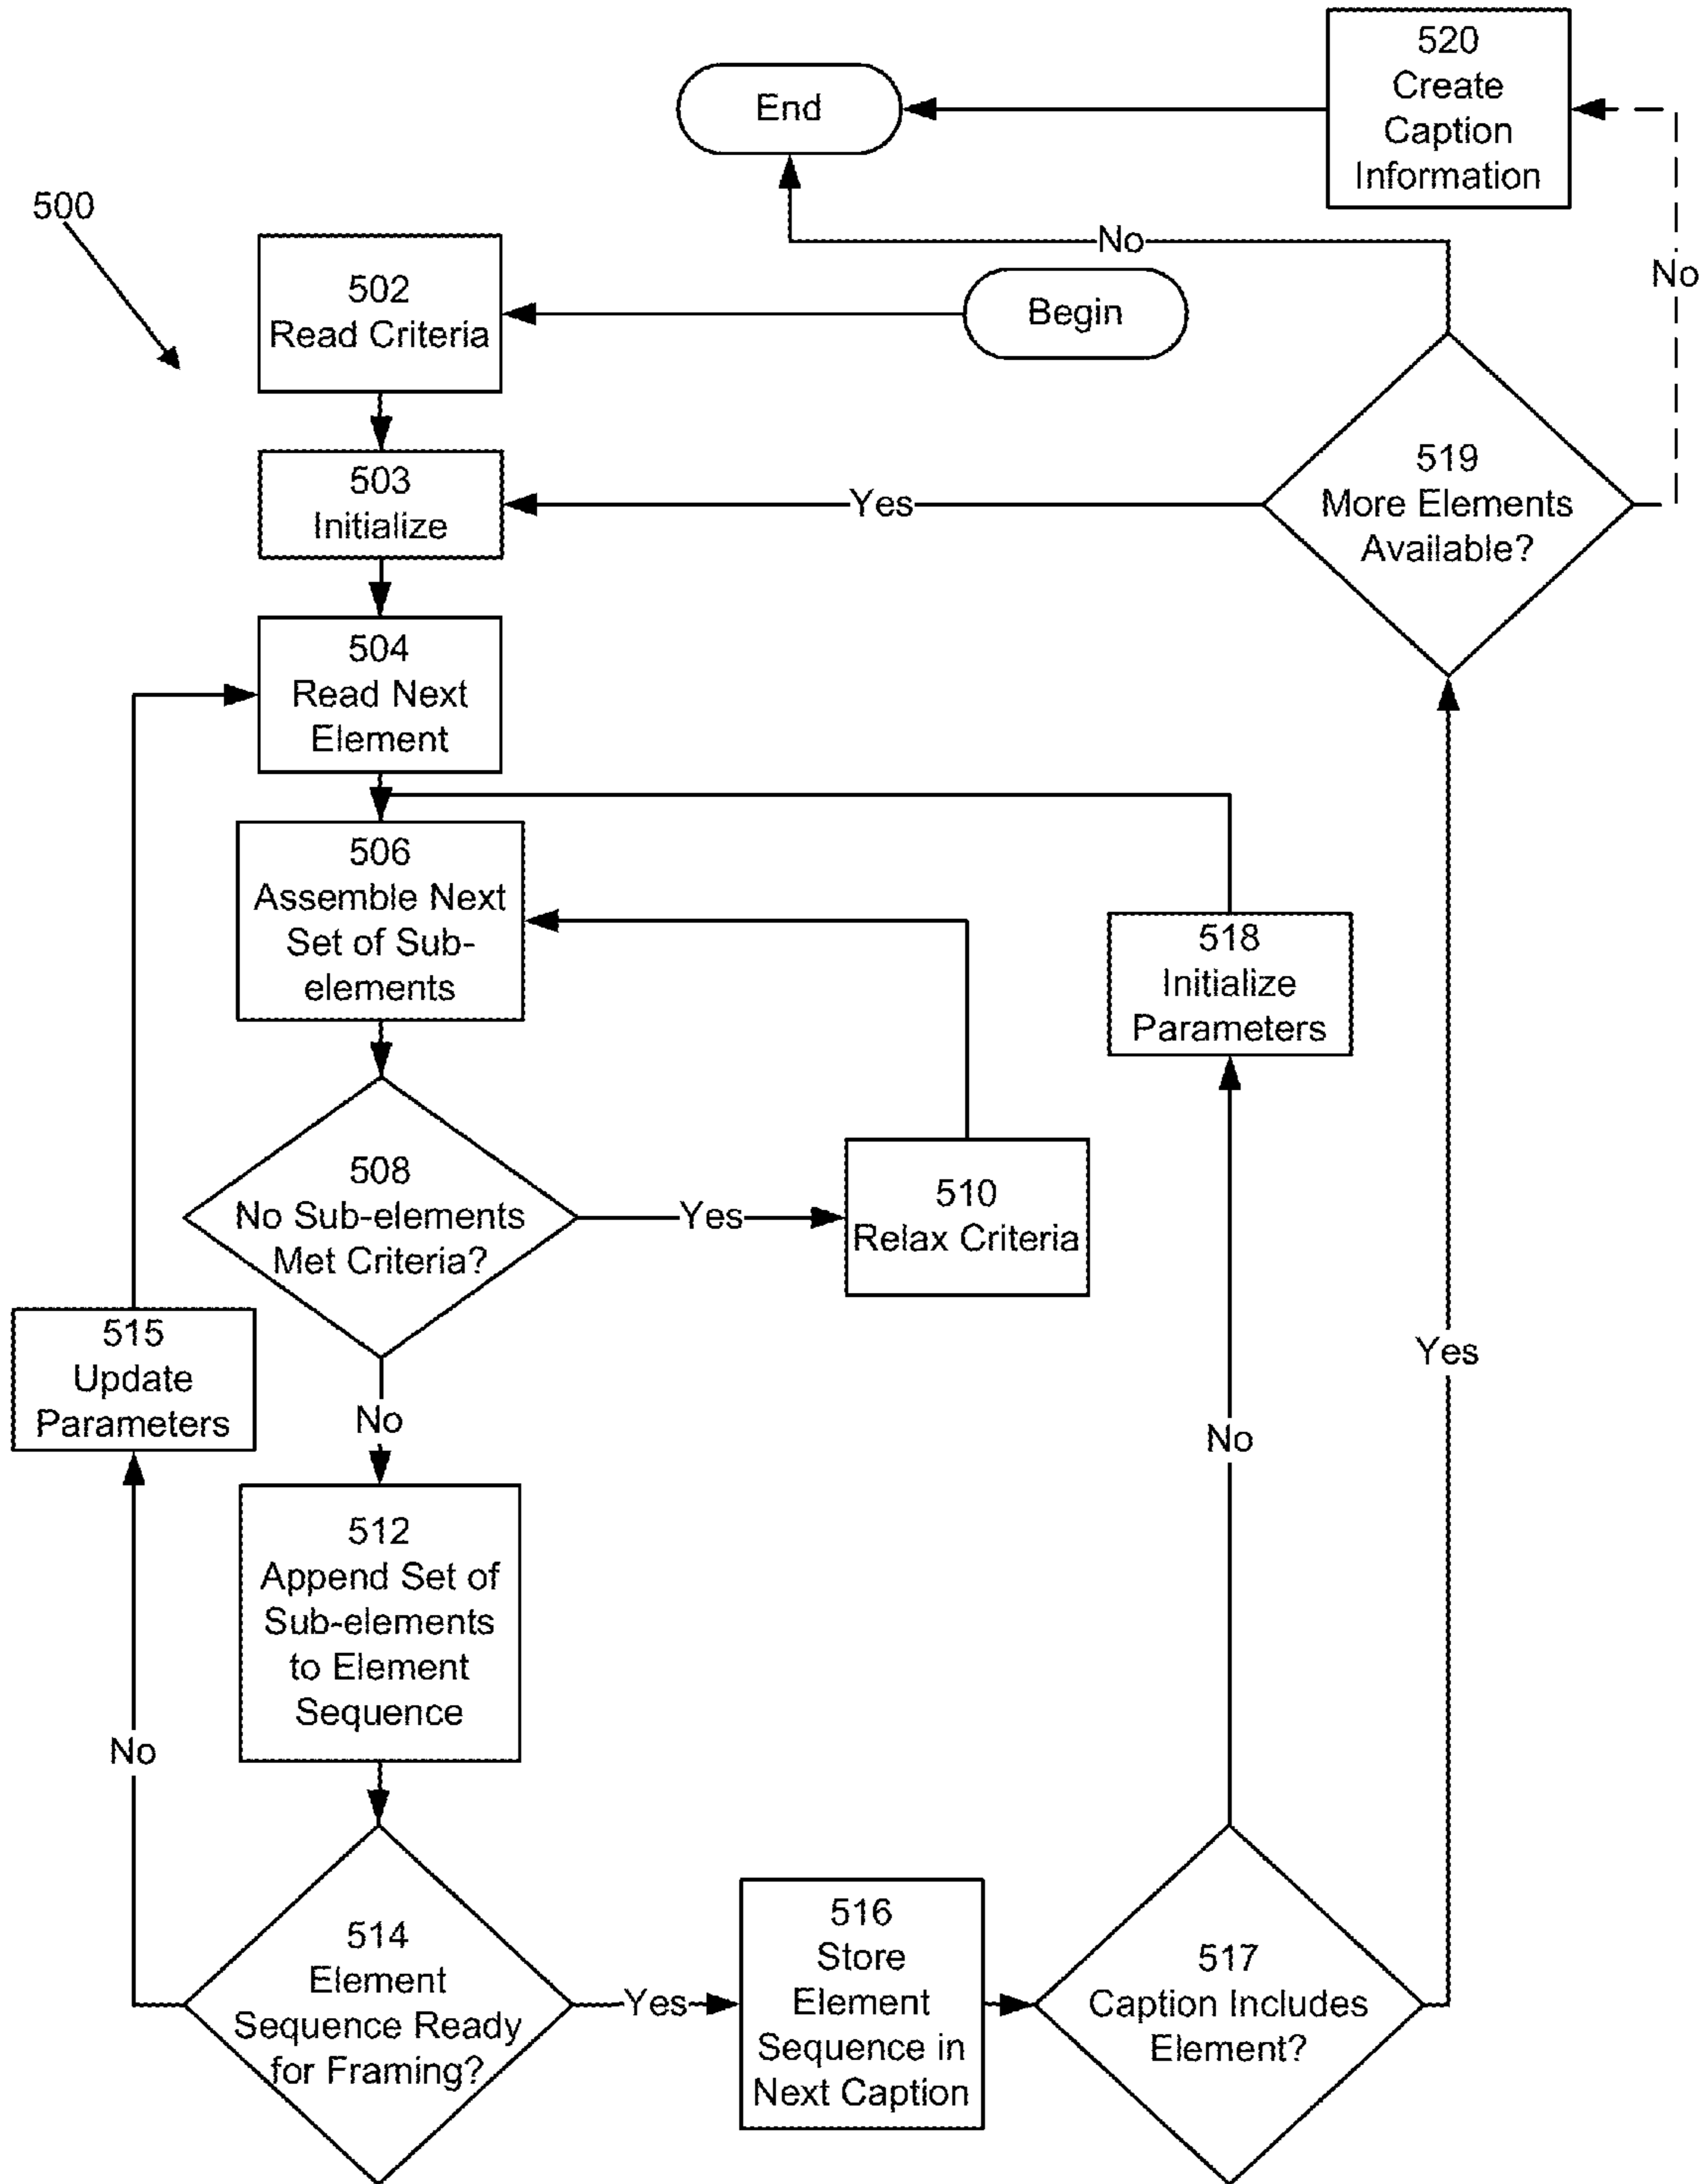 520
Create
Caption
Information
End
500
No
No
502
Read Criteria
Begin
519
More Elements
Available?
503
Initialize
Yes
504
Read Next
Element
506
Assemble Next
Set of Sub-
elements
518
Initialize
Parameters
508
No Sub-elements
Met Criteria?
Yes
510
Relax Criteria
515
Update
Parameters
Yes
No
No
512
Append Set of
Sub-elements
to Element
Sequence
No
514
Element
Sequence Ready
for Framing?
Yes
516
Store
Element
Sequence in
Next Caption
517
Caption Includes
Element?